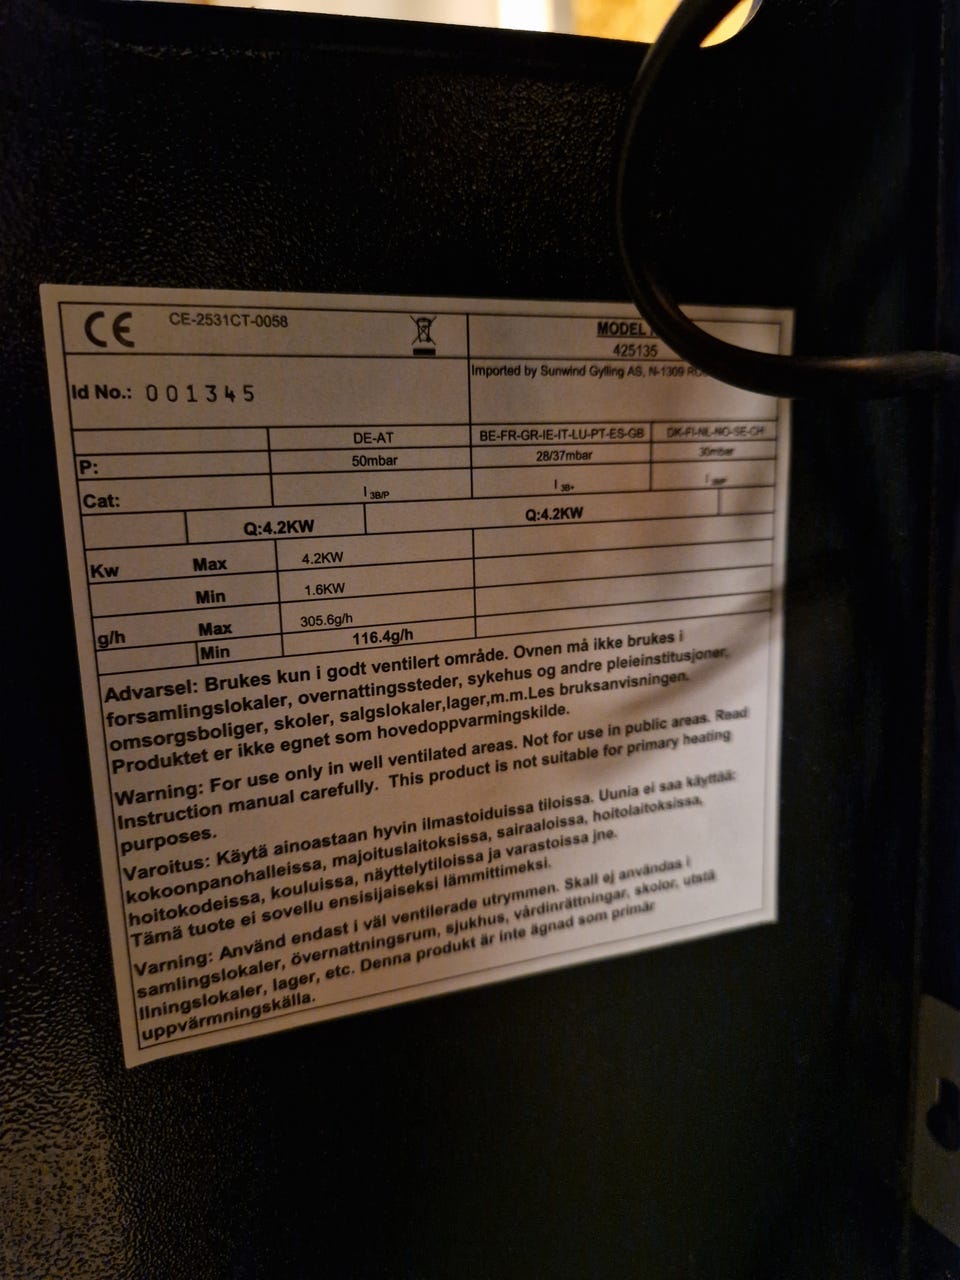 CE CE-2531CT-0058
MODEL
425135
Id No.: 001345
Imported by Sunwind Gylling AS, N-1309
DE-AT BE-FR-GR-IE-IT-LU-PT-ES-GB DK-FI-NL-NO-SE-CH
P: 50mbar 28/37mbar 30mbar
Cat: I3B/P I3B+ I3B/P
Q:4.2KW Q:4.2KW
Kw Max 4.2KW
Min 1.6KW
g/h Max 305.6g/h
Min 116.4g/h
Advarsel: Brukes kun i godt ventilert område. Ovnen må ikke brukes i
forsamlingslokaler, overnattingssteder, sykehus og andre pleieinstitusjoner,
omsorgsboliger, skoler, salgslokaler,lager,m.m.Les bruksanvisningen.
Produktet er ikke egnet som hovedoppvarmingskilde.
Warning: For use only in well ventilated areas. Not for use in public areas. Read
Instruction manual carefully. This product is not suitable for primary heating
purposes.
Varoitus: Käytä ainoastaan hyvin ilmastoiduissa tiloissa. Uunia ei saa käyttää:
kokoonpanohalleissa, majoituslaitoksissa, sairaaloissa, hoitolaitoksissa,
hoitokodeissa, kouluissa, näyttelytiloissa ja varastoissa jne.
Tämä tuote ei sovellu ensisijaiseksi lämmittimeksi.
Varning: Använd endast i väl ventilerade utrymmen. Skall ej användas i
samlingslokaler, övernattningsrum, sjukhus, vårdinrättningar, skolor, utstä
llningslokaler, lager, etc. Denna produkt är inte ägnad som primär
uppvärmningskälla.